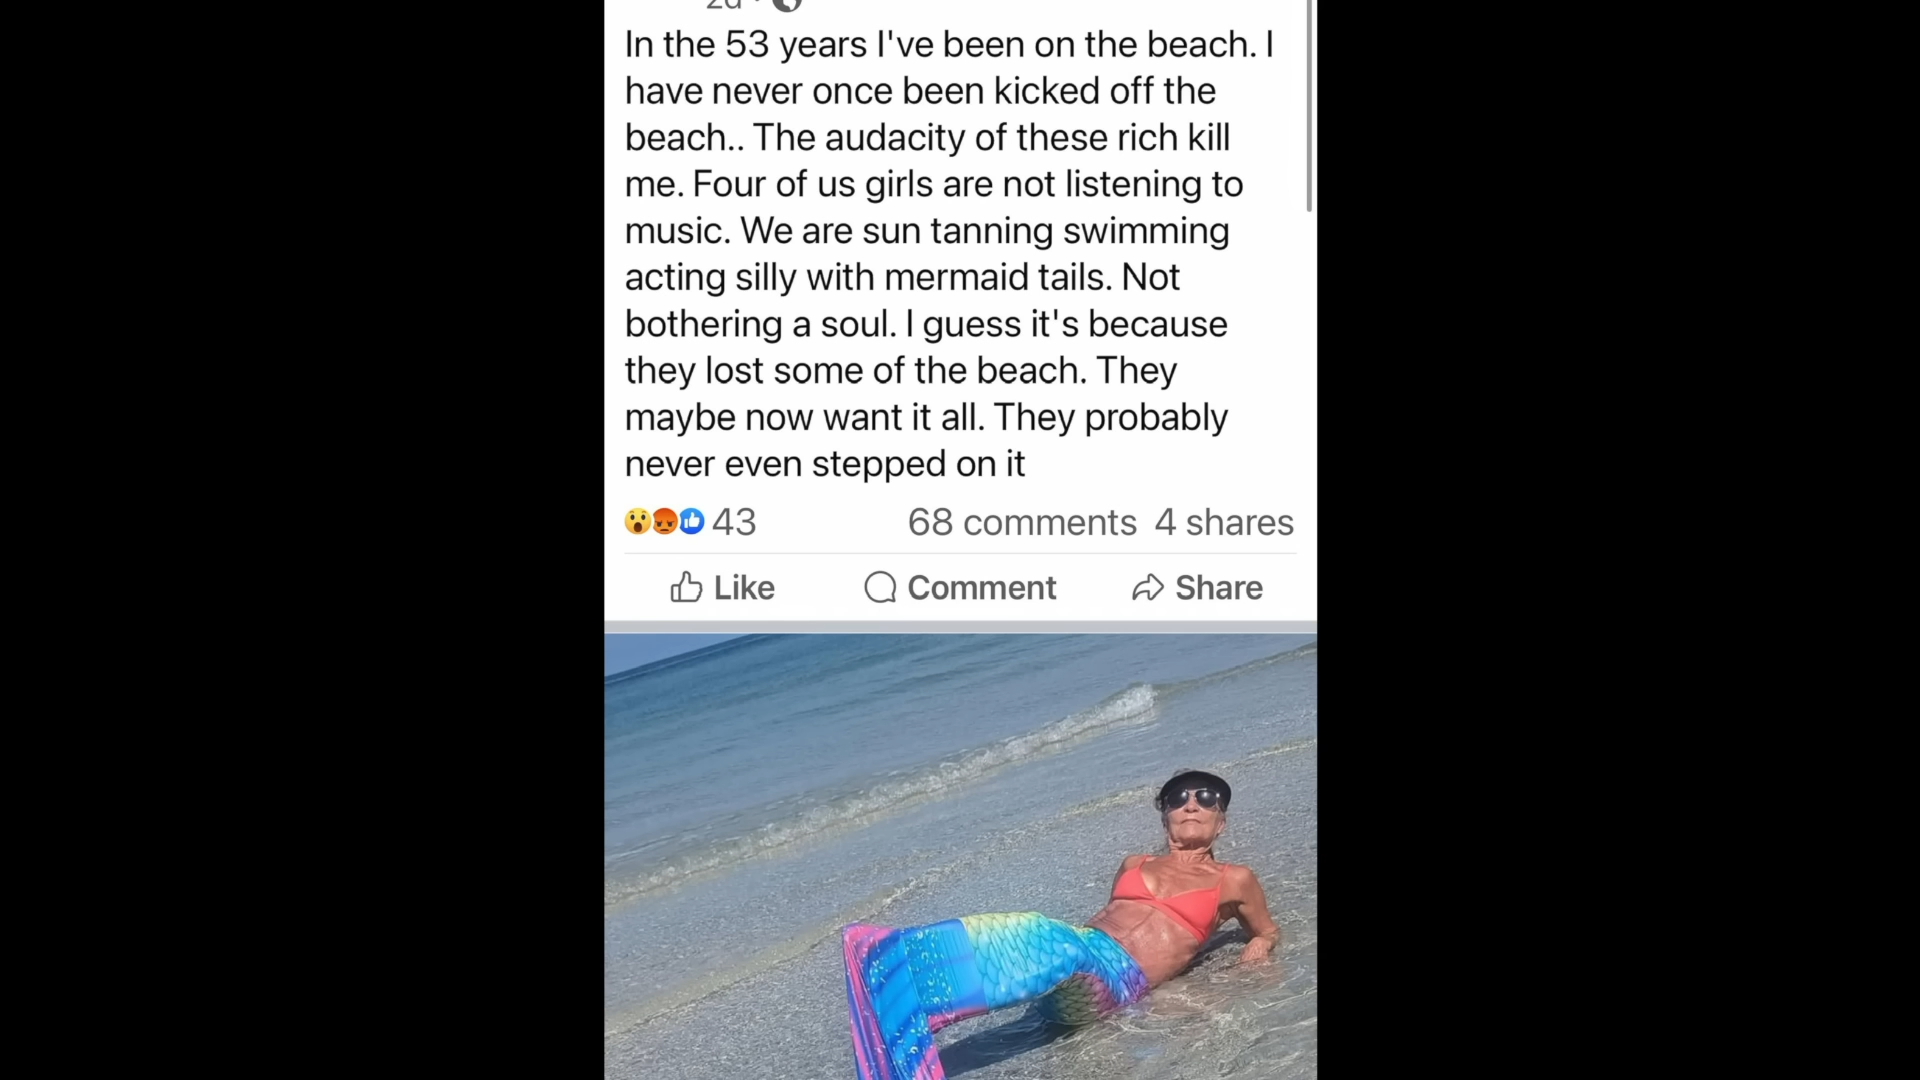 In the 53 years I've been on the beach. I
have never once been kicked off the
beach.. The audacity of these rich kill
me. Four of us girls are not listening to
music. We are sun tanning swimming
acting silly with mermaid tails. Not
bothering a soul. I guess it's because
they lost some of the beach. They
maybe now want it all. They probably
never even stepped on it
43 68 comments 4 shares
Like Comment Share